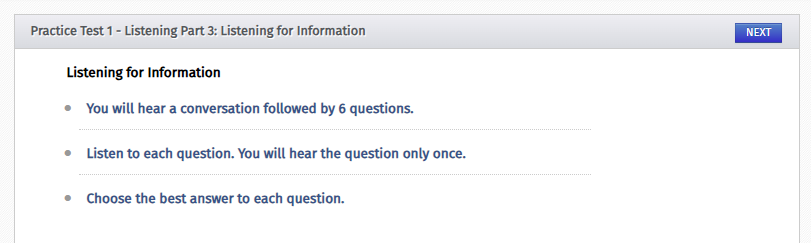 Practice Test 1 - Listening Part 3: Listening for Information
NEXT
Listening for Information
You will hear a conversation followed by 6 questions.
Listen to each question. You will hear the question only once.
Choose the best answer to each question.